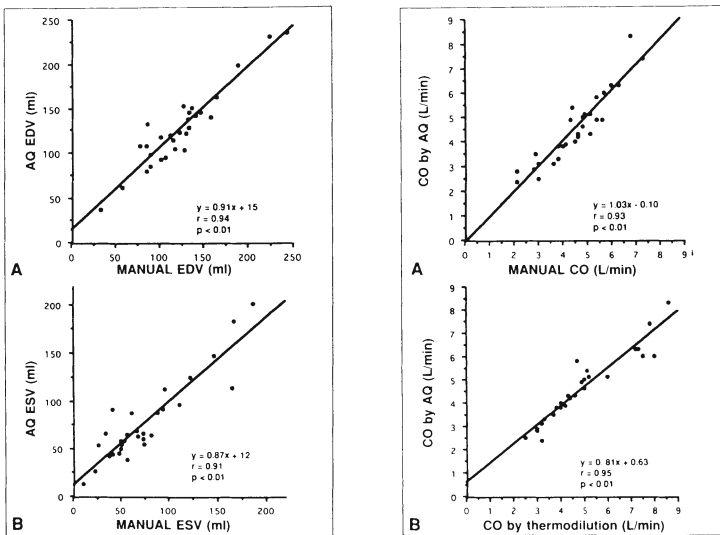 250
200
150
100
50
0
AQ EDV (ml)
y = 0.91x + 15
r = 0.94
p < 0.01
0 50 100 150 200 250
A MANUAL EDV (ml)
200
150
100
50
0
AQ ESV (ml)
y = 0.87x + 12
r = 0.91
p < 0.01
0 50 100 150 200
B MANUAL ESV (ml)
9
8
7
6
5
4
3
2
1
0
CO by AQ (L/min)
y = 1.03x - 0.10
r = 0.93
p < 0.01
0 1 2 3 4 5 6 7 8 9
A MANUAL CO (L/min)
9
8
7
6
5
4
3
2
1
0
CO by AQ (L/min)
y = 0.81x + 0.63
r = 0.95
p < 0.01
0 1 2 3 4 5 6 7 8 9
B CO by thermodilution (L/min)